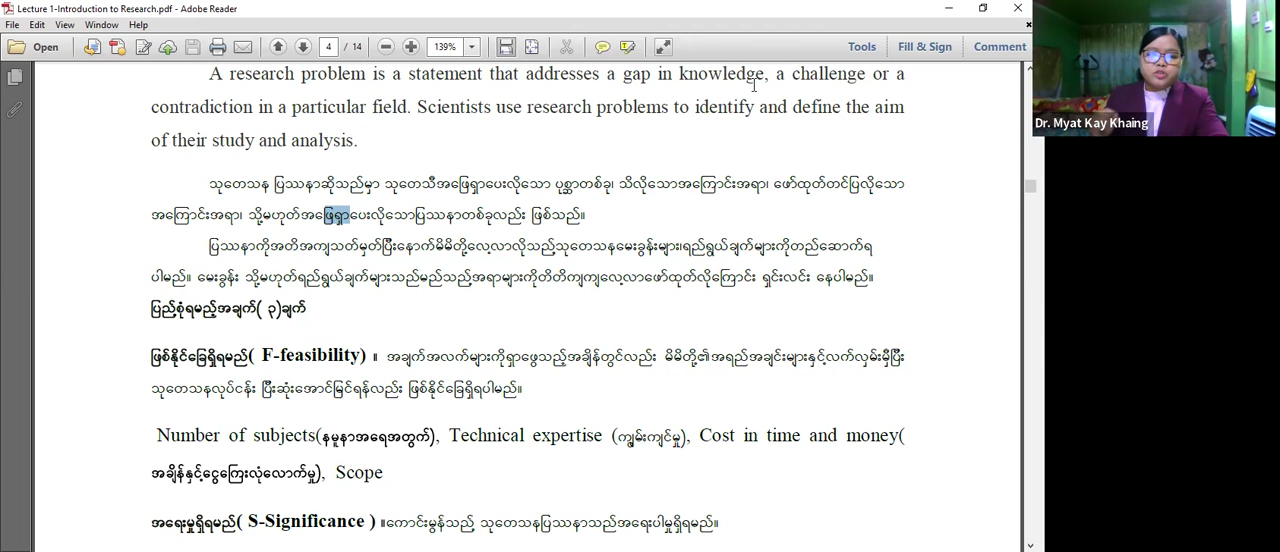 Lecture 1-Introduction to Research.pdf - Adobe Reader
File Edit View Window Help
Open 4 / 14 139% Tools Fill & Sign Comment
A research problem is a statement that addresses a gap in knowledge, a challenge or a
contradiction in a particular field. Scientists use research problems to identify and define the aim
of their study and analysis.
သုတေသန ပြဿနာဆိုသည်မှာ သုတေသီအဖြေရှာပေးလိုသော ပုစ္ဆာတစ်ခု၊ သိလိုသောအကြောင်းအရာ၊ ဖော်ထုတ်တင်ပြလိုသော
အကြောင်းအရာ၊ သို့မဟုတ်အဖြေရှာပေးလိုသောပြဿနာတစ်ခုလည်း ဖြစ်သည်။
ပြဿနာကိုအတိအကျသတ်မှတ်ပြီးနောက်မိမိတို့လေ့လာလိုသည့်သုတေသနမေးခွန်းများ၊ရည်ရွယ်ချက်များကိုတည်ဆောက်ရ
ပါမည်။ မေးခွန်း သို့မဟုတ်ရည်ရွယ်ချက်များသည်မည်သည့်အရာများကိုတိတိကျကျလေ့လာဖော်ထုတ်လိုကြောင်း ရှင်းလင်း နေပါမည်။
ပြည့်စုံရမည့်အချက်( ၃)ချက်
ဖြစ်နိုင်ခြေရှိရမည်( F-feasibility) ။ အချက်အလက်များကိုရှာဖွေသည့်အချိန်တွင်လည်း မိမိတို့၏အရည်အချင်းများနှင့်လက်လှမ်းမှီပြီး
သုတေသနလုပ်ငန်း ပြီးဆုံးအောင်မြင်ရန်လည်း ဖြစ်နိုင်ခြေရှိရပါမည်။
Number of subjects(နမူနာအရေအတွက်), Technical expertise (ကျွမ်းကျင်မှု), Cost in time and money(
အချိန်နှင့်ငွေကြေးလုံလောက်မှု), Scope
အရေးမှုရှိရမည်( S-Significance ) ။ကောင်းမွန်သည့် သုတေသနပြဿနာသည်အရေးပါမှုရှိရမည်။
Dr. Myat Kay Khaing